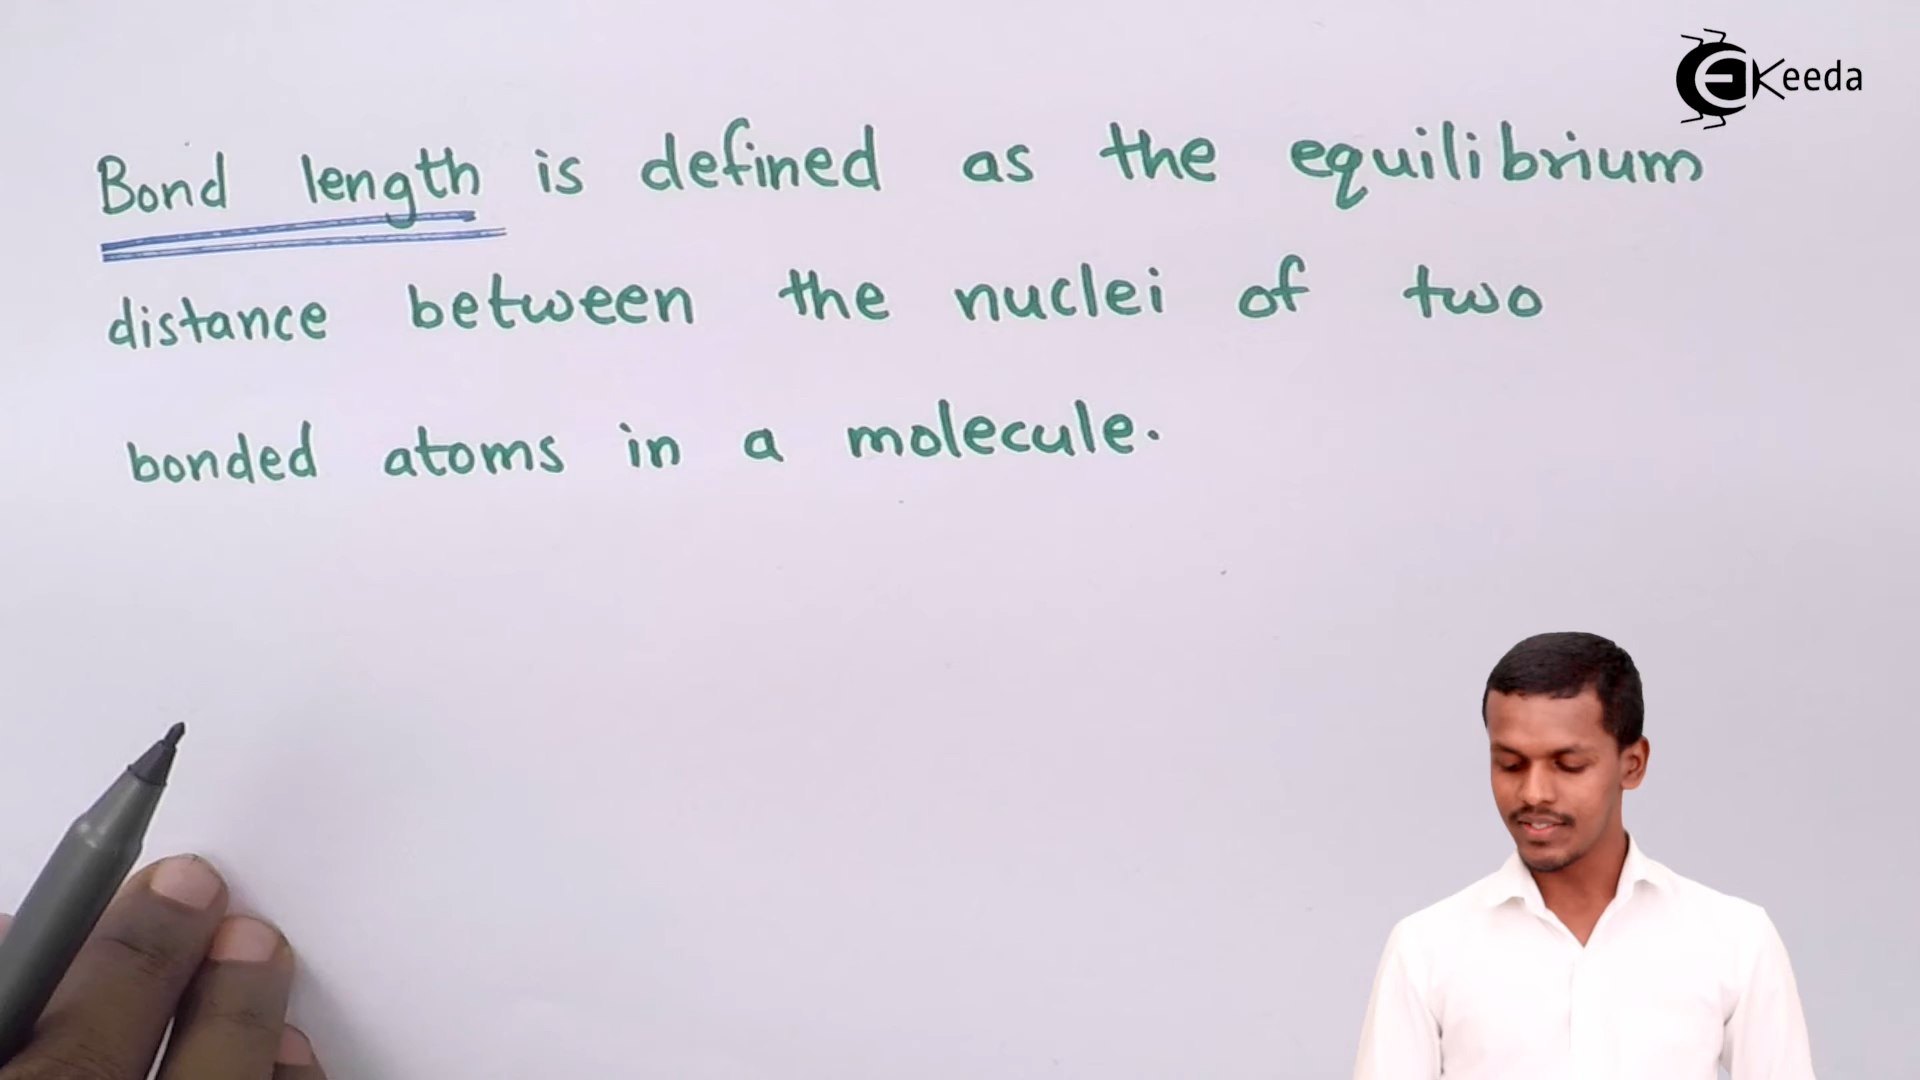 Keeda
Bond length is defined as the equilibrium
distance between the nuclei of two
bonded atoms in a molecule.